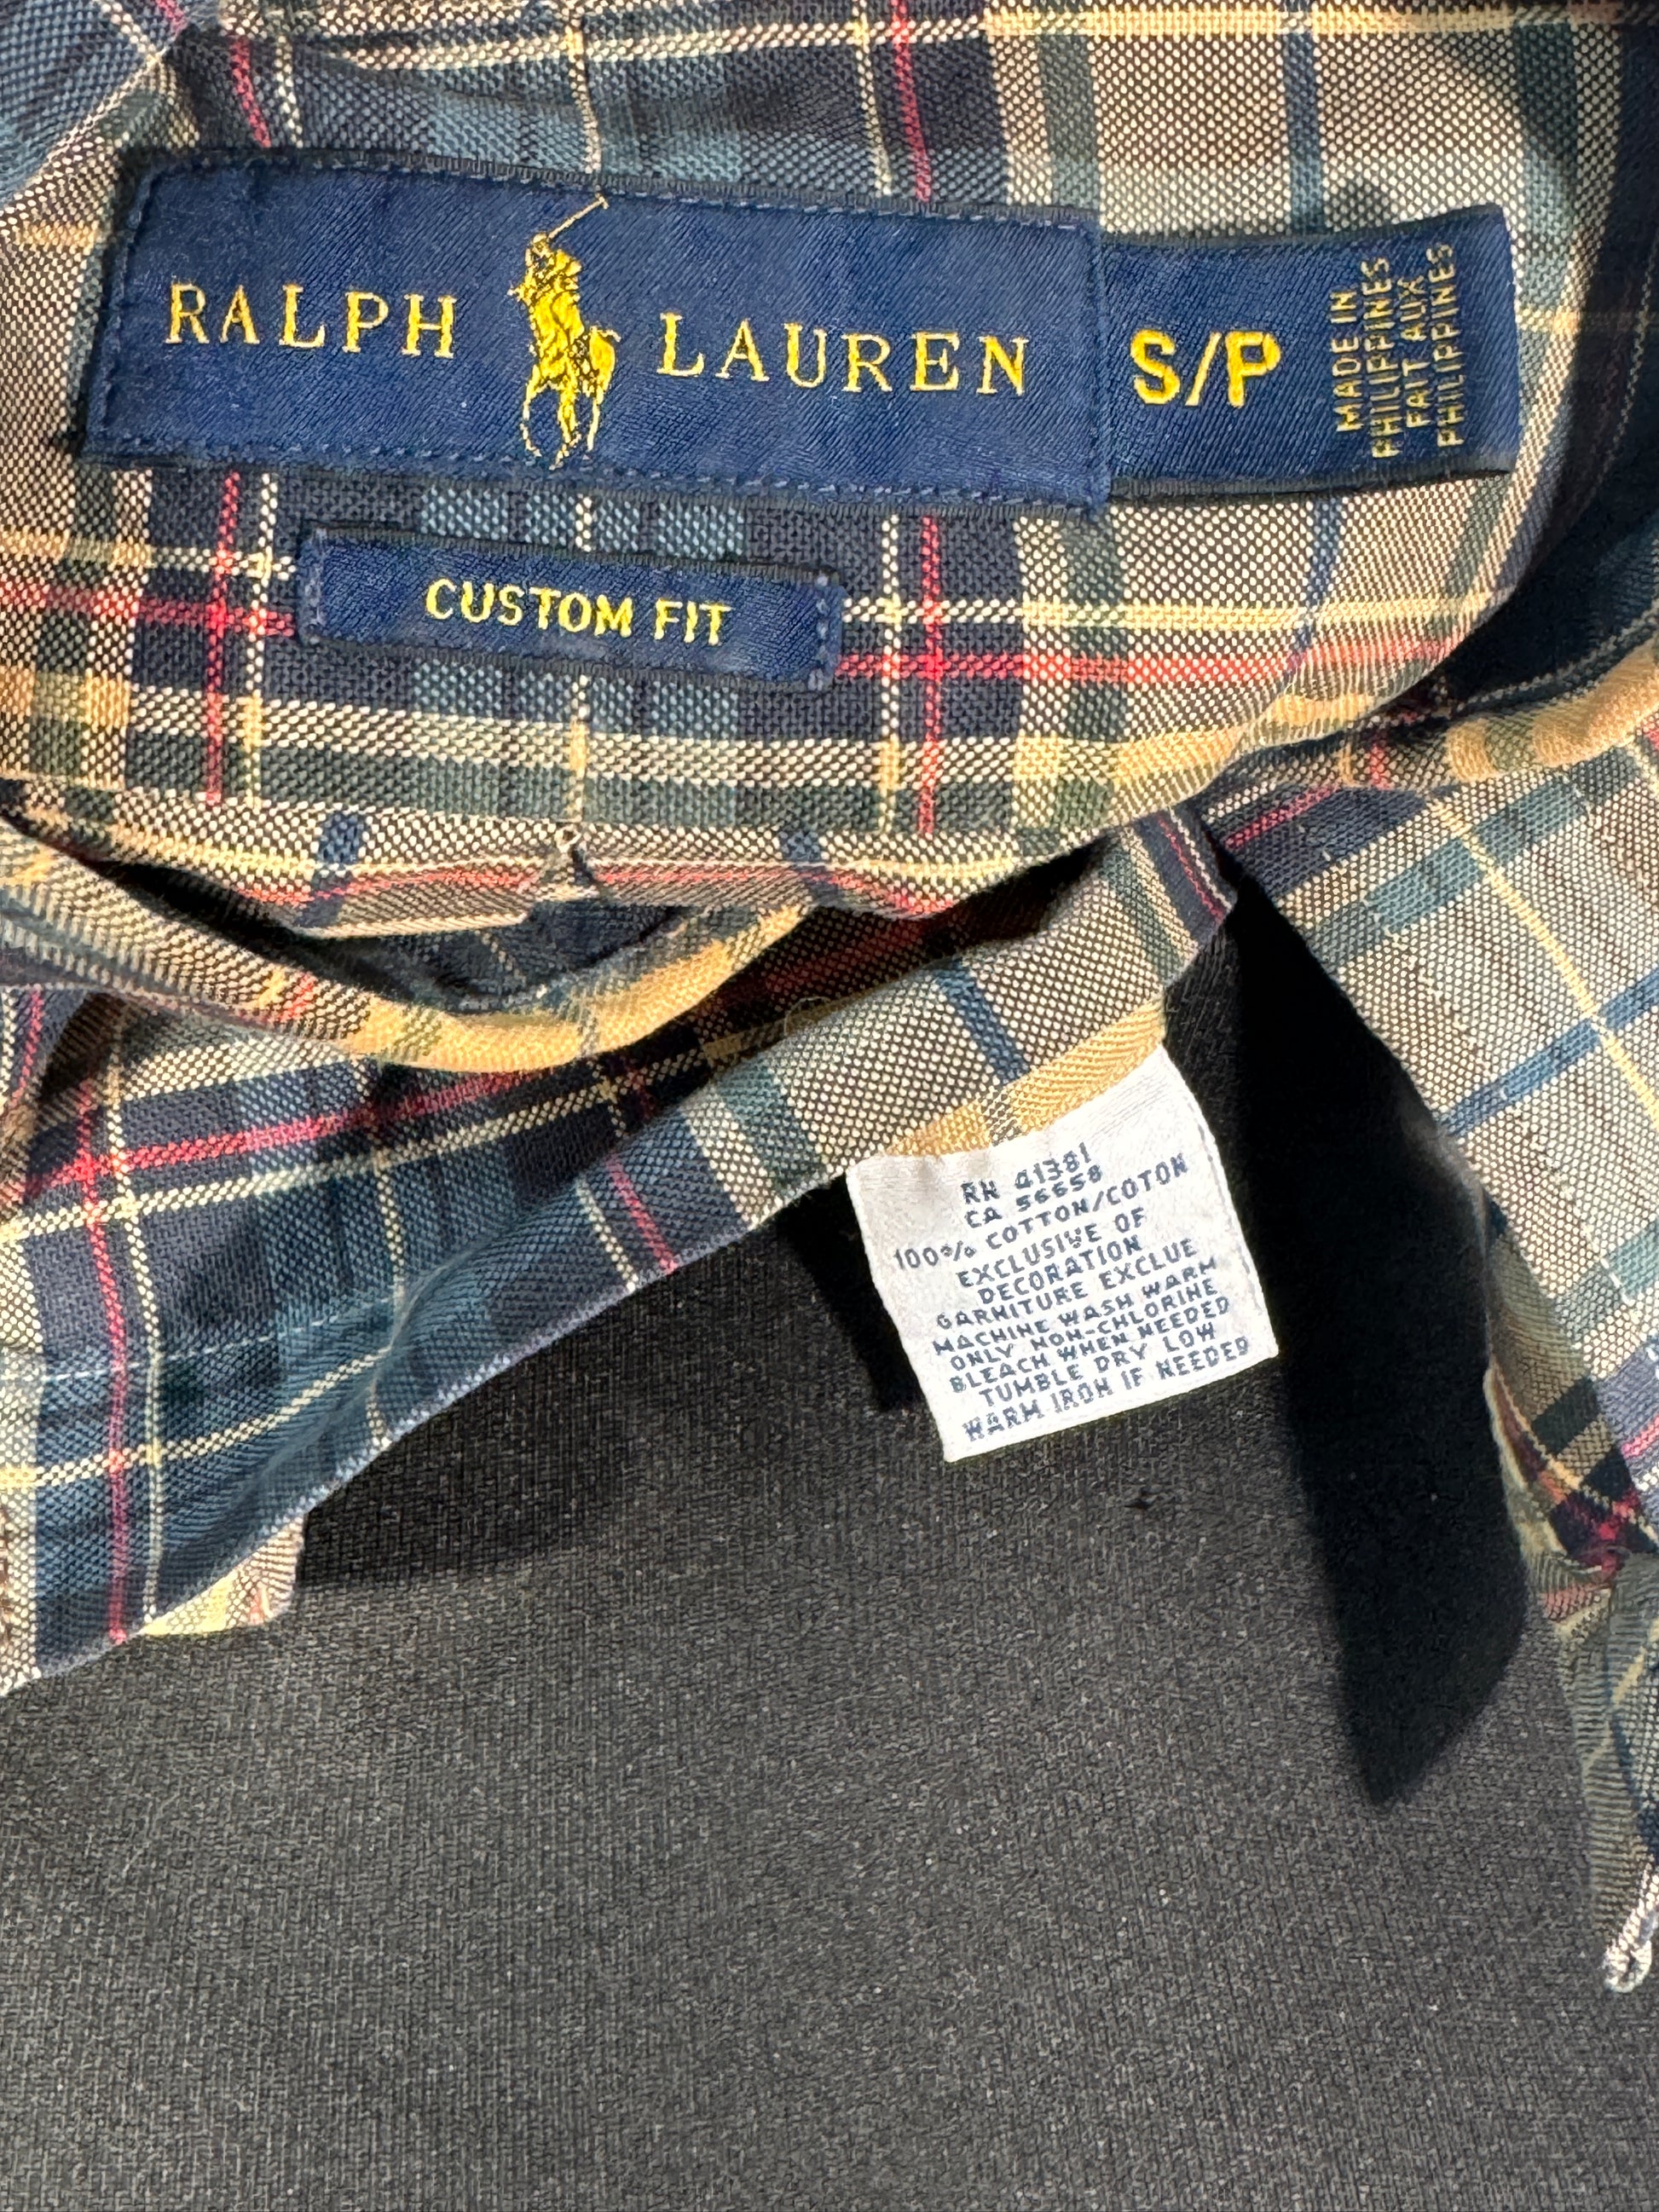 RALPH LAUREN
S/P
MADE IN
PHILIPPINES
FAIT AUX
PHILIPPINES
CUSTOM FIT
RN 41381
CA 56658
100% COTTON/COTON
EXCLUSIVE OF
DECORATION
GARNITURE EXCLUE
MACHINE WASH WARM
ONLY NON-CHLORINE
BLEACH WHEN NEEDED
TUMBLE DRY LOW
WARM IRON IF NEEDED